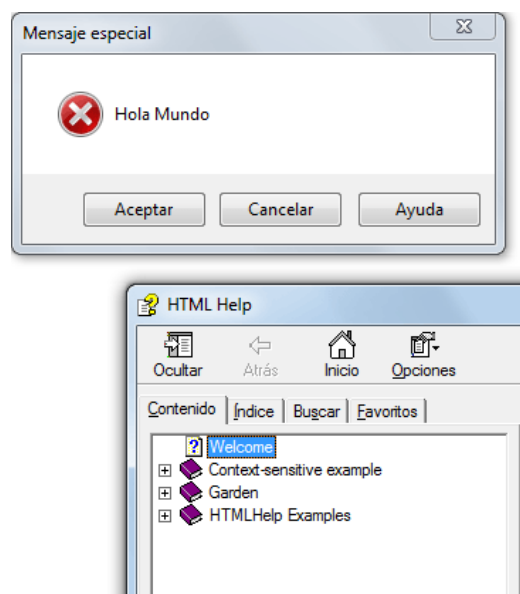 Mensaje especial
Hola Mundo
Aceptar Cancelar Ayuda
HTML Help
Ocultar Atrás Inicio Opciones
Contenido Índice Buscar Favoritos
Welcome
Context-sensitive example
Garden
HTMLHelp Examples